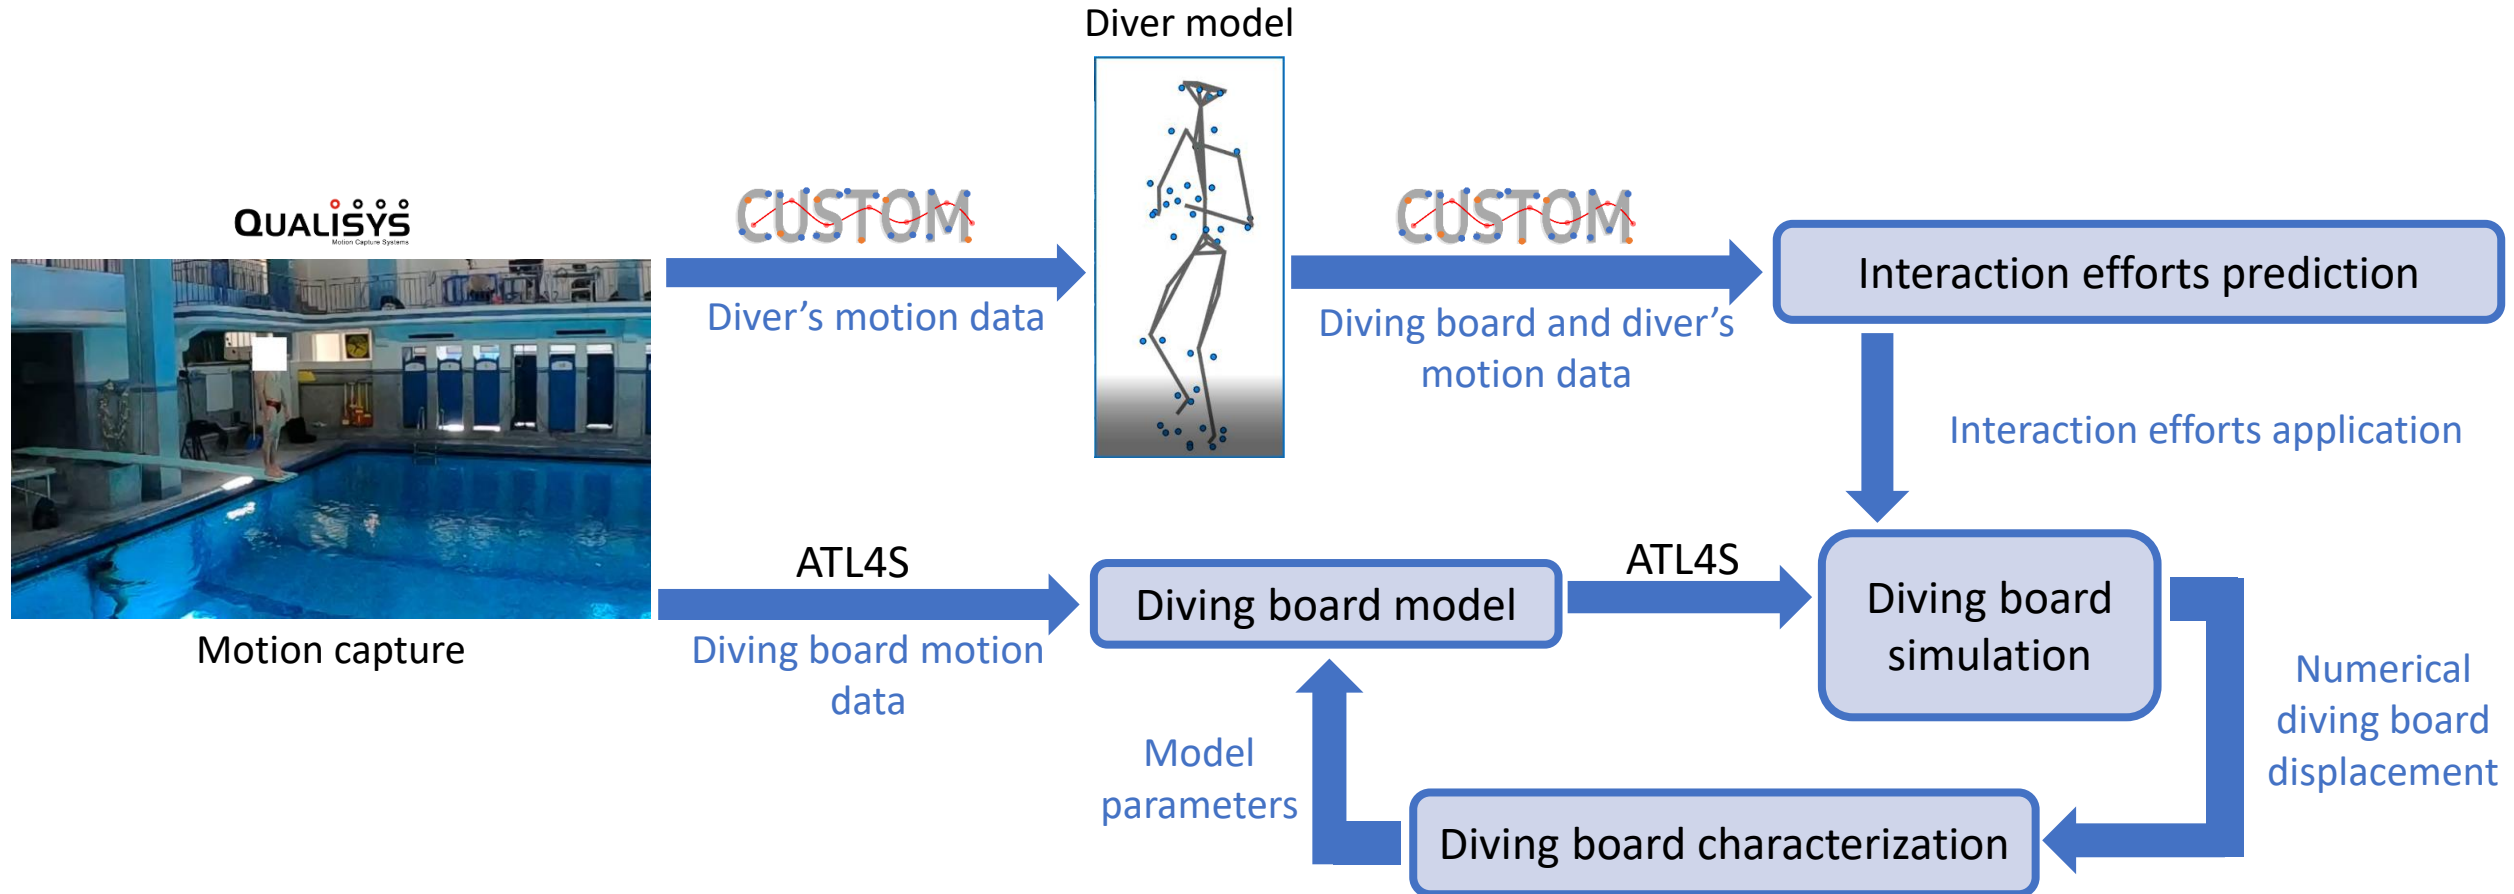 Diver model
QUALISYS
Motion Capture Systems
CUSTOM
CUSTOM
Diver's motion data
Diving board and diver's
motion data
Interaction efforts prediction
Interaction efforts application
Motion capture
ATL4S
Diving board motion
data
Diving board model
ATL4S
Diving board
simulation
Model
parameters
Numerical
diving board
displacement
Diving board characterization